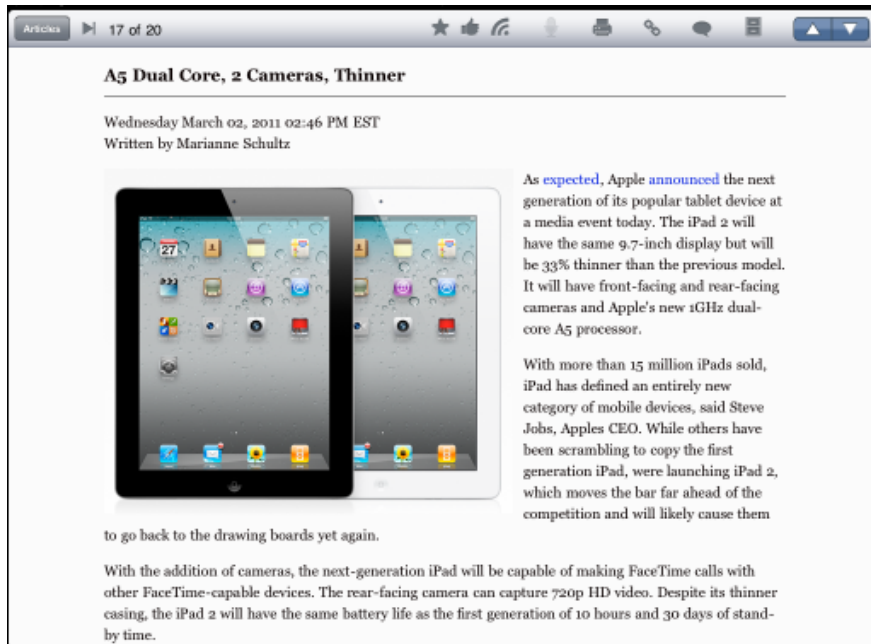 Articles
17 of 20
A5 Dual Core, 2 Cameras, Thinner
Wednesday March 02, 2011 02:46 PM EST
Written by Marianne Schultz
27
As expected, Apple announced the next
generation of its popular tablet device at
a media event today. The iPad 2 will
have the same 9.7-inch display but will
be 33% thinner than the previous model.
It will have front-facing and rear-facing
cameras and Apple's new 1GHz dual-
core A5 processor.
With more than 15 million iPads sold,
iPad has defined an entirely new
category of mobile devices, said Steve
Jobs, Apples CEO. While others have
been scrambling to copy the first
generation iPad, were launching iPad 2,
which moves the bar far ahead of the
competition and will likely cause them
to go back to the drawing boards yet again.
With the addition of cameras, the next-generation iPad will be capable of making FaceTime calls with
other FaceTime-capable devices. The rear-facing camera can capture 720p HD video. Despite its thinner
casing, the iPad 2 will have the same battery life as the first generation of 10 hours and 30 days of stand-
by time.